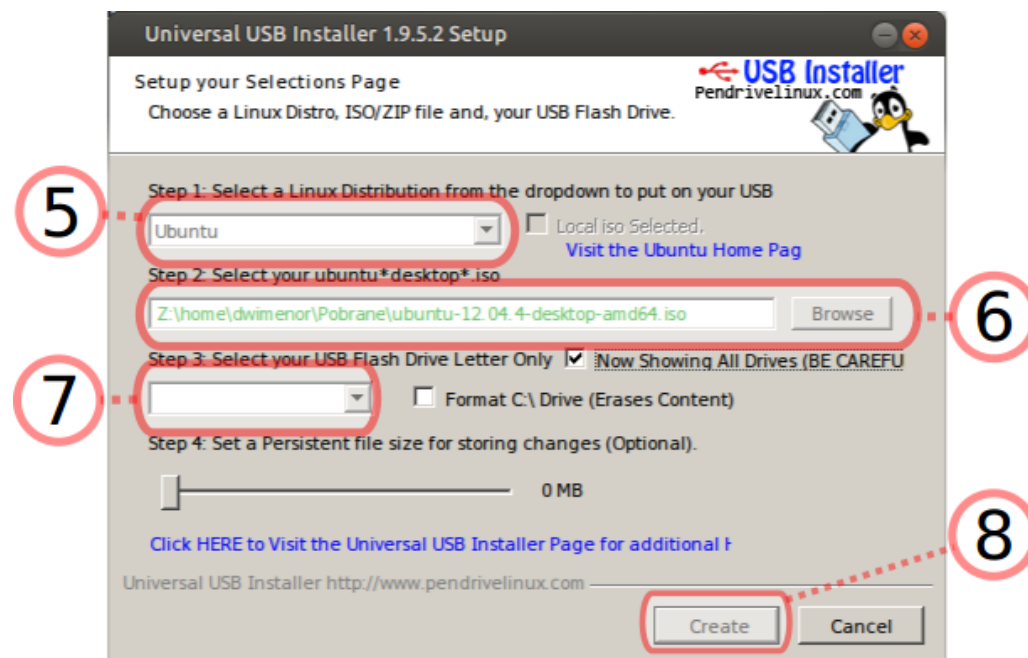 Universal USB Installer 1.9.5.2 Setup
Setup your Selections Page
Choose a Linux Distro, ISO/ZIP file and, your USB Flash Drive.
USB Installer
Pendrivelinux.com
5
Step 1: Select a Linux Distribution from the dropdown to put on your USB
Ubuntu
Local iso Selected.
Visit the Ubuntu Home Pag
Step 2: Select your ubuntu*desktop*.iso
Z:\home\dwimenor\Pobrane\ubuntu-12.04.4-desktop-amd64.iso
Browse
6
Step 3: Select your USB Flash Drive Letter Only
Now Showing All Drives (BE CAREFU
7
Format C:\ Drive (Erases Content)
Step 4: Set a Persistent file size for storing changes (Optional).
0 MB
Click HERE to Visit the Universal USB Installer Page for additional H
8
Universal USB Installer http://www.pendrivelinux.com
Create
Cancel